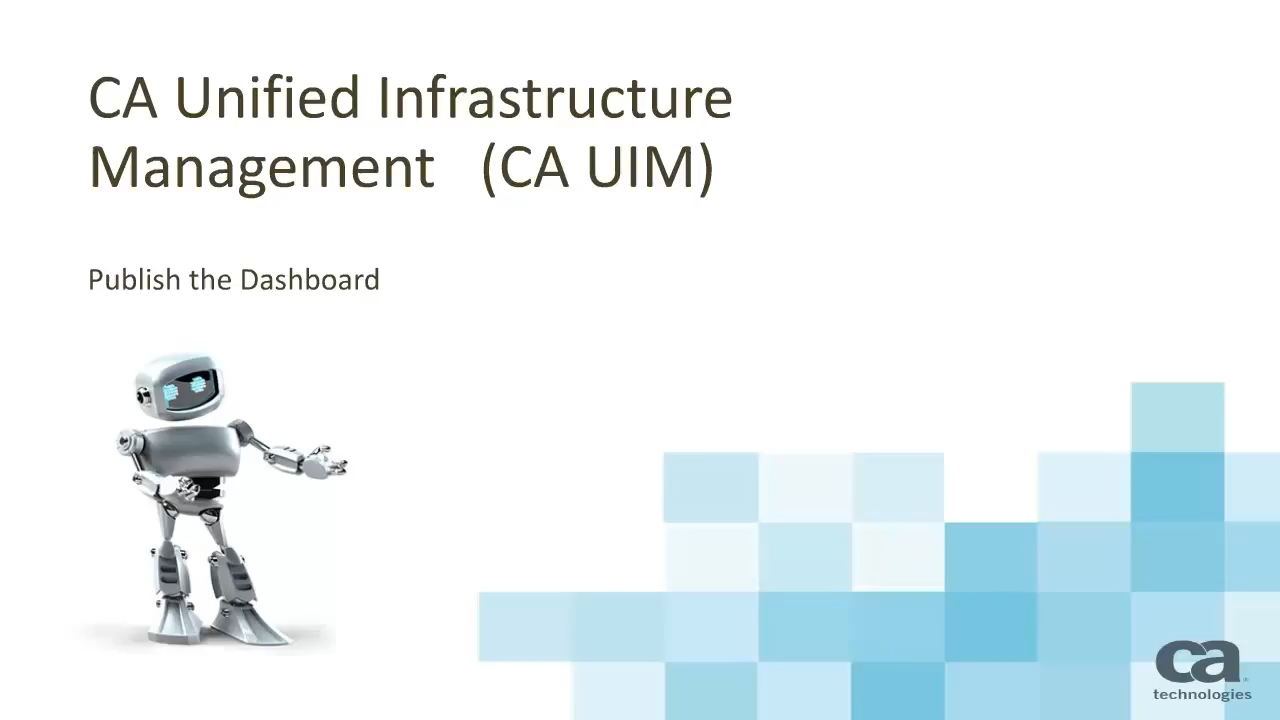 CA Unified Infrastructure
Management (CA UIM)
Publish the Dashboard
ca
technologies